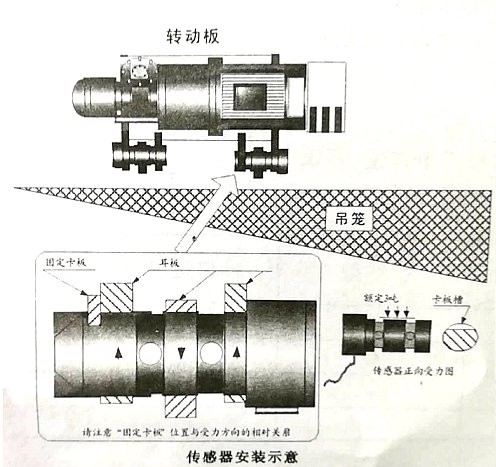 转动板
吊笼
固定卡板
耳板
额定3吨
卡板槽
传感器正向受力图
请注意"固定卡板"位置与受力方向的相对关眉
传感器安装示意